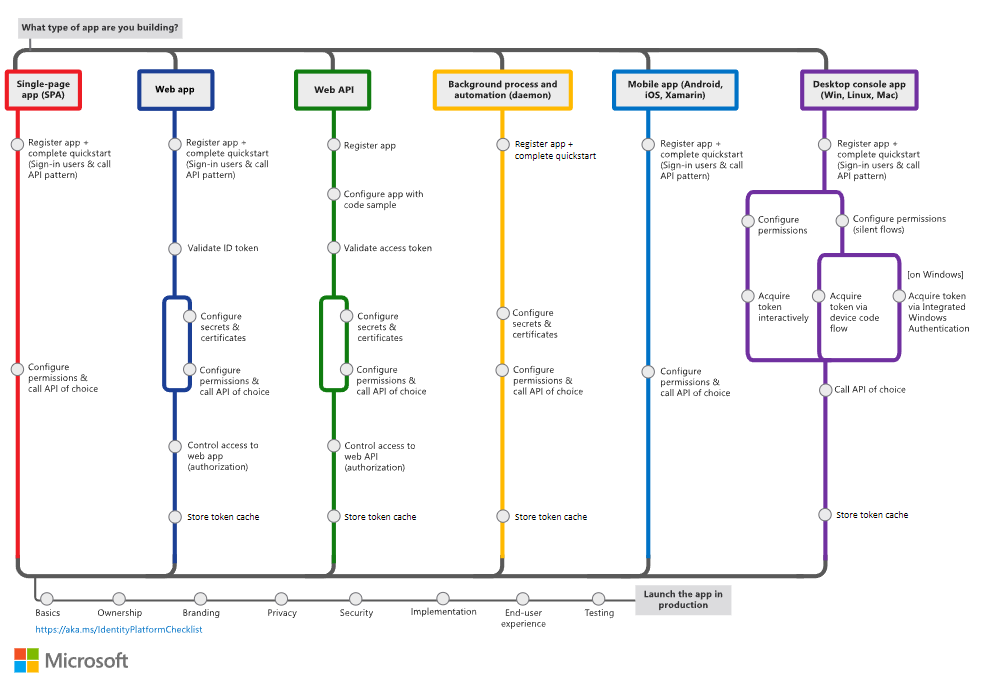 What type of app are you building?
Single-page
app (SPA)
Web app
Web API
Background process and
automation (daemon)
Mobile app (Android,
iOS, Xamarin)
Desktop console app
(Win, Linux, Mac)
Register app +
complete quickstart
(Sign-in users & call
API pattern)
Configure
permissions &
call API of choice
Register app +
complete quickstart
(Sign-in users & call
API pattern)
Validate ID token
Configure
secrets &
certificates
Configure
permissions &
call API of choice
Control access to
web app
(authorization)
Store token cache
Register app
Configure app with
code sample
Validate access token
Configure
secrets &
certificates
Configure
permissions &
call API of choice
Control access to
web API
(authorization)
Store token cache
Register app +
complete quickstart
Configure
secrets &
certificates
Configure
permissions &
call API of choice
Store token cache
Register app +
complete quickstart
(Sign-in users & call
API pattern)
Configure
permissions &
call API of choice
Register app +
complete quickstart
(Sign-in users & call
API pattern)
Configure
permissions
Configure permissions
(silent flows)
Acquire
token
interactively
Acquire
token via
device code
flow
[on Windows]
Acquire token
via Integrated
Windows
Authentication
Call API of choice
Store token cache
Basics
Ownership
Branding
Privacy
Security
Implementation
End-user
experience
Testing
Launch the app in
production
https://aka.ms/IdentityPlatformChecklist
Microsoft